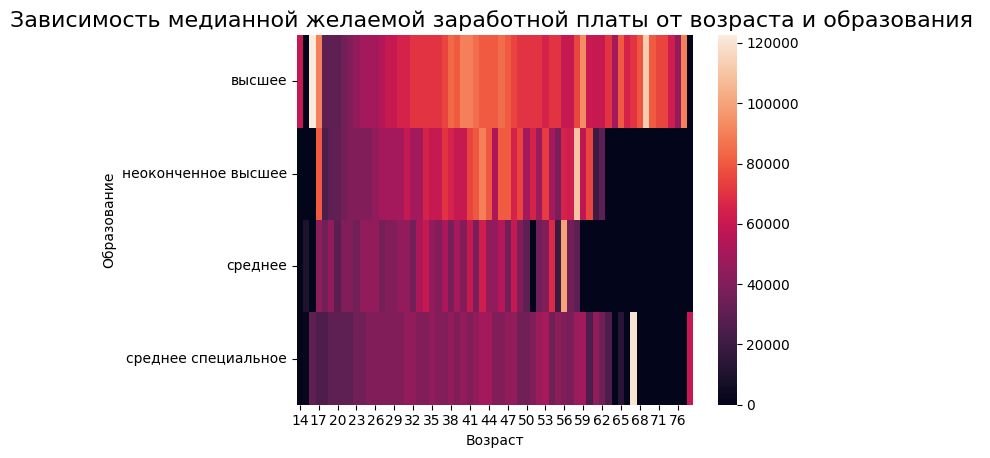 Зависимость медианной желаемой заработной платы от возраста и образования
высшее
неоконченное высшее
среднее
среднее специальное
Образование
14 17 20 23 26 29 32 35 38 41 44 47 50 53 56 59 62 65 68 71 76
Возраст
120000
100000
80000
60000
40000
20000
0